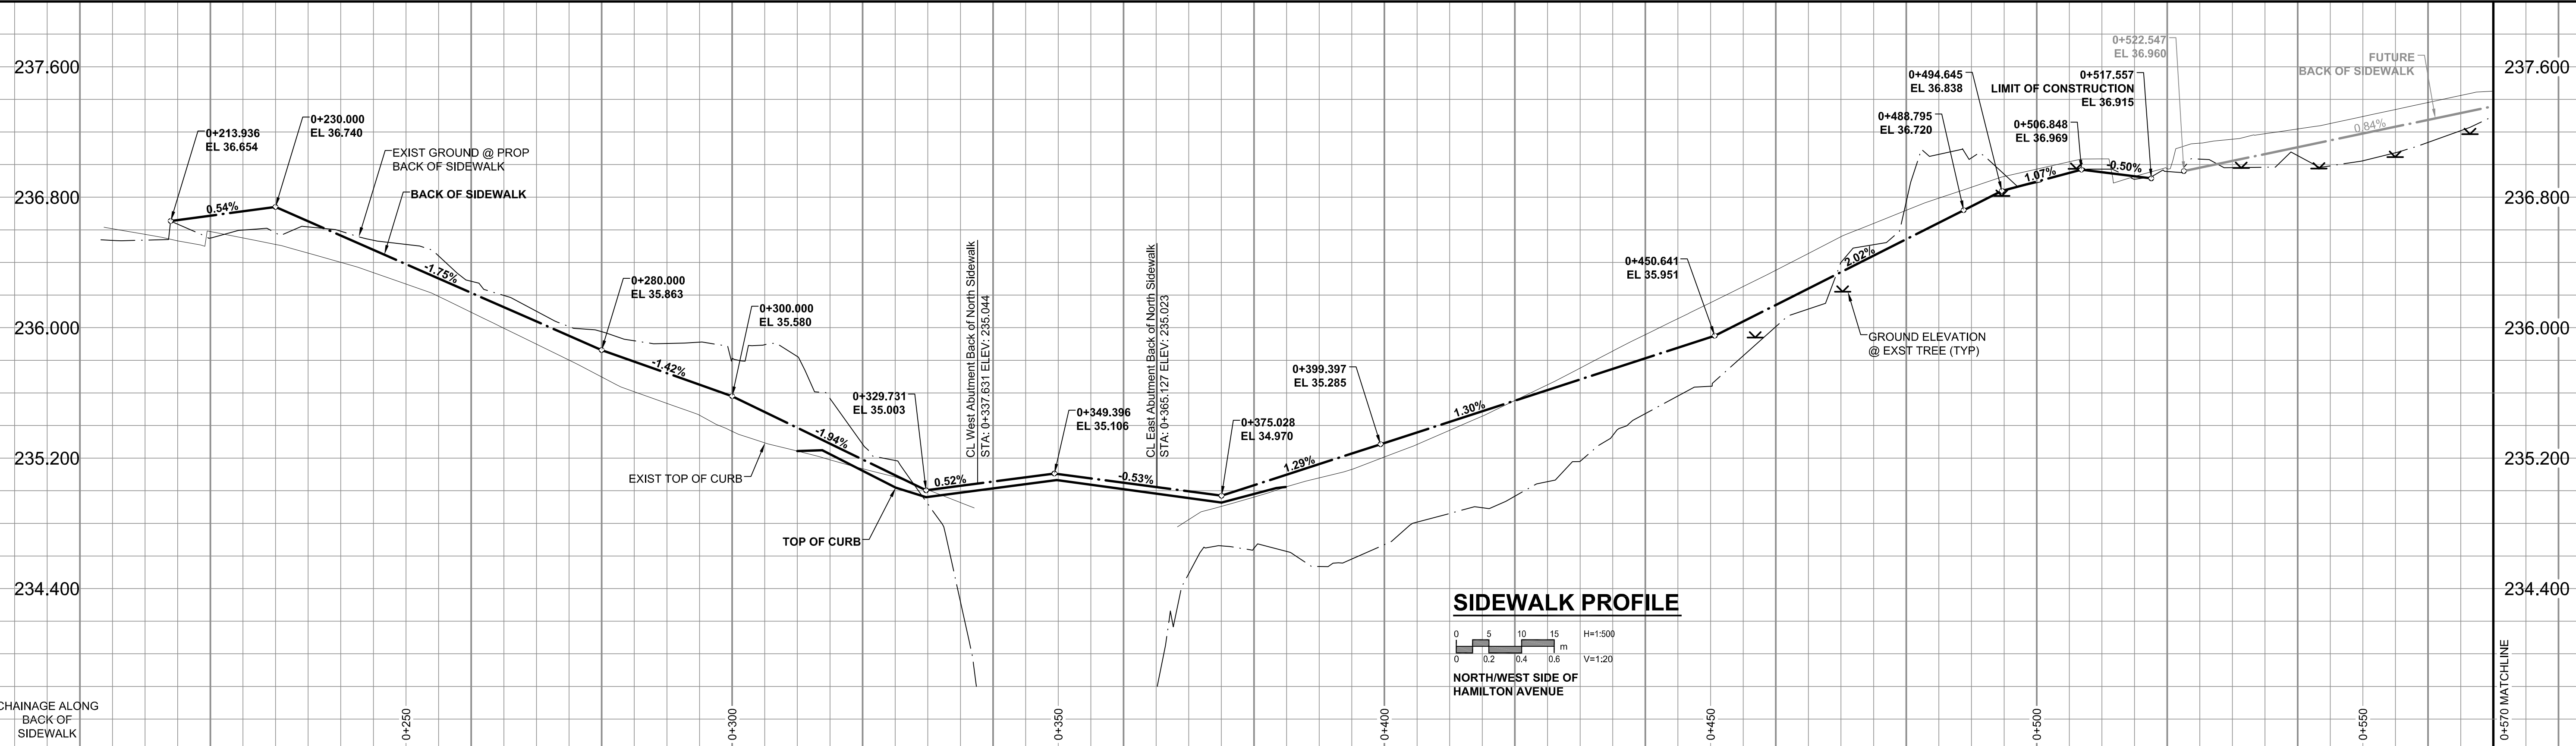 237.600
236.800
236.000
235.200
234.400
CHAINAGE ALONG
BACK OF
SIDEWALK
0+213.936
EL 36.654
0.54%
0+230.000
EL 36.740
EXIST GROUND @ PROP
BACK OF SIDEWALK
BACK OF SIDEWALK
-1.75%
0+280.000
EL 35.863
-1.42%
0+300.000
EL 35.580
-1.94%
EXIST TOP OF CURB
TOP OF CURB
0+329.731
EL 35.003
0.52%
CL West Abutment Back of North Sidewalk
STA: 0+337.631 ELEV: 235.044
0+349.396
EL 35.106
-0.53%
CL East Abutment Back of North Sidewalk
STA: 0+365.127 ELEV: 235.023
0+375.028
EL 34.970
1.29%
0+399.397
EL 35.285
1.30%
0+450.641
EL 35.951
2.02%
GROUND ELEVATION
@ EXST TREE (TYP)
0+488.795
EL 36.720
0+494.645
EL 36.838
1.07%
0+506.848
EL 36.969
-0.50%
0+517.557
LIMIT OF CONSTRUCTION
EL 36.915
0+522.547
EL 36.960
FUTURE
BACK OF SIDEWALK
0.84%
SIDEWALK PROFILE
0 5 10 15 H=1:500
m
0 0.2 0.4 0.6 V=1:20
NORTH/WEST SIDE OF
HAMILTON AVENUE
0+250
0+300
0+350
0+400
0+450
0+500
0+550
0+570 MATCHLINE
237.600
236.800
236.000
235.200
234.400